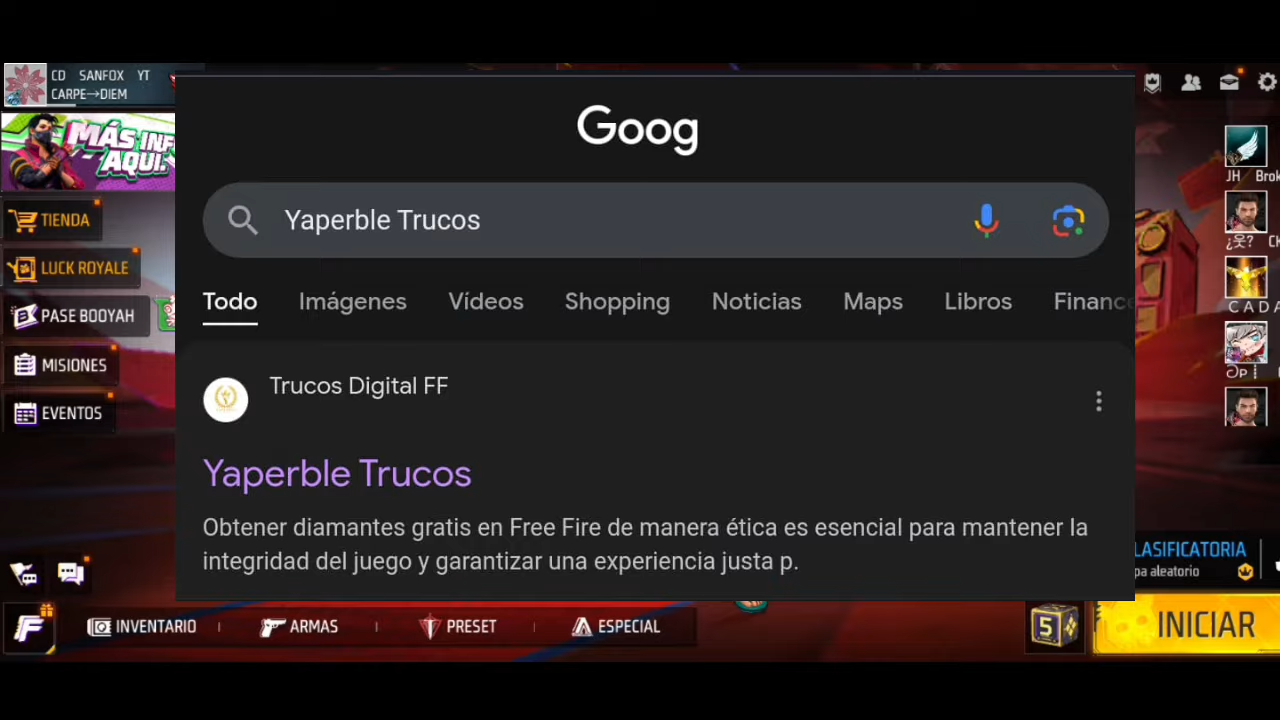 CD SANFOX YT
CARPE→DIEM
MÁS INF
AQUÍ.
TIENDA
LUCK ROYALE
PASE BOOYAH
MISIONES
EVENTOS
Goog
Yaperble Trucos
Todo Imágenes Vídeos Shopping Noticias Maps Libros Finance
Trucos Digital FF
Yaperble Trucos
Obtener diamantes gratis en Free Fire de manera ética es esencial para mantener la
integridad del juego y garantizar una experiencia justa p.
JH Brok
¿웃? Ck
C A D A
LASIFICATORIA
pa aleatorio
INVENTARIO
ARMAS
PRESET
ESPECIAL
5
INICIAR